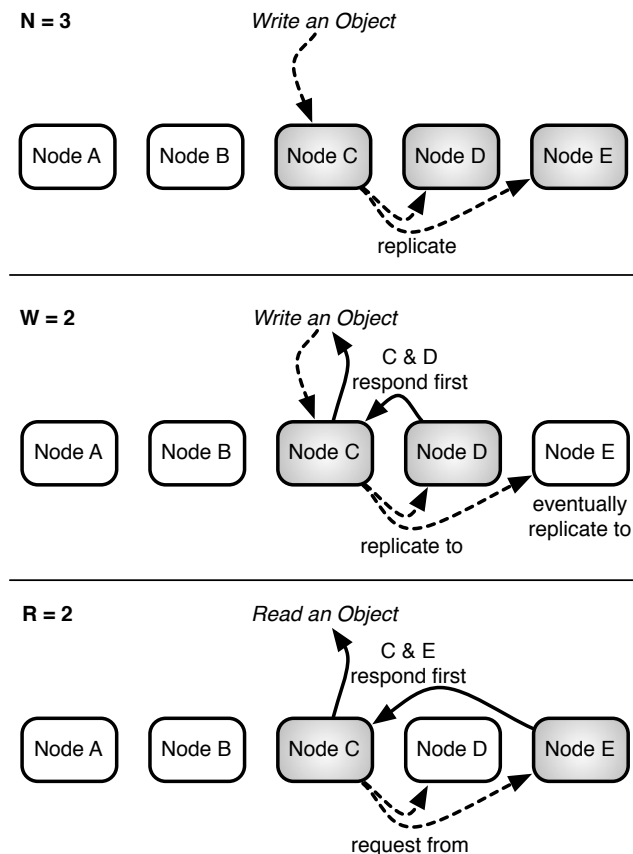 N = 3
Write an Object
Node A
Node B
Node C
Node D
Node E
replicate
W = 2
Write an Object
C & D
respond first
Node A
Node B
Node C
Node D
Node E
eventually
replicate to
replicate to
R = 2
Read an Object
C & E
respond first
Node A
Node B
Node C
Node D
Node E
request from